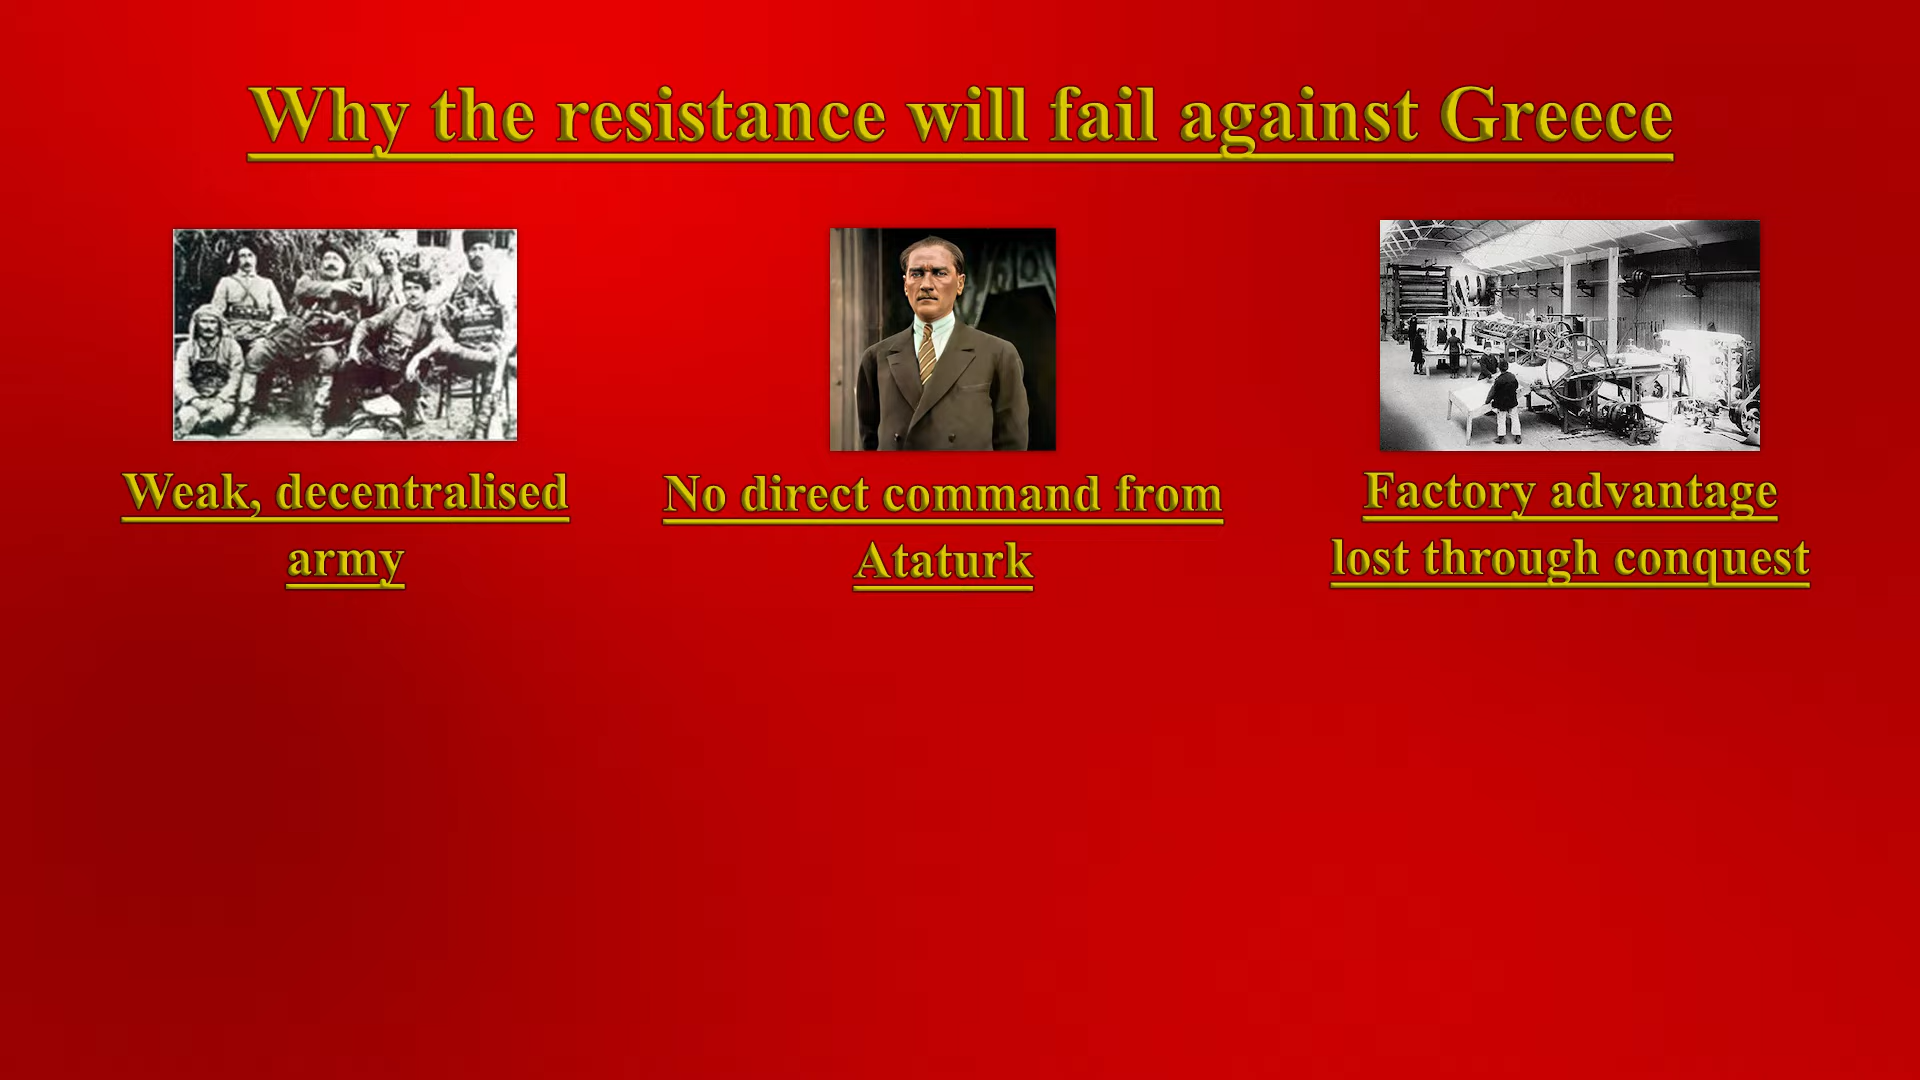 Why the resistance will fail against Greece
Weak, decentralised
army
No direct command from
Ataturk
Factory advantage
lost through conquest